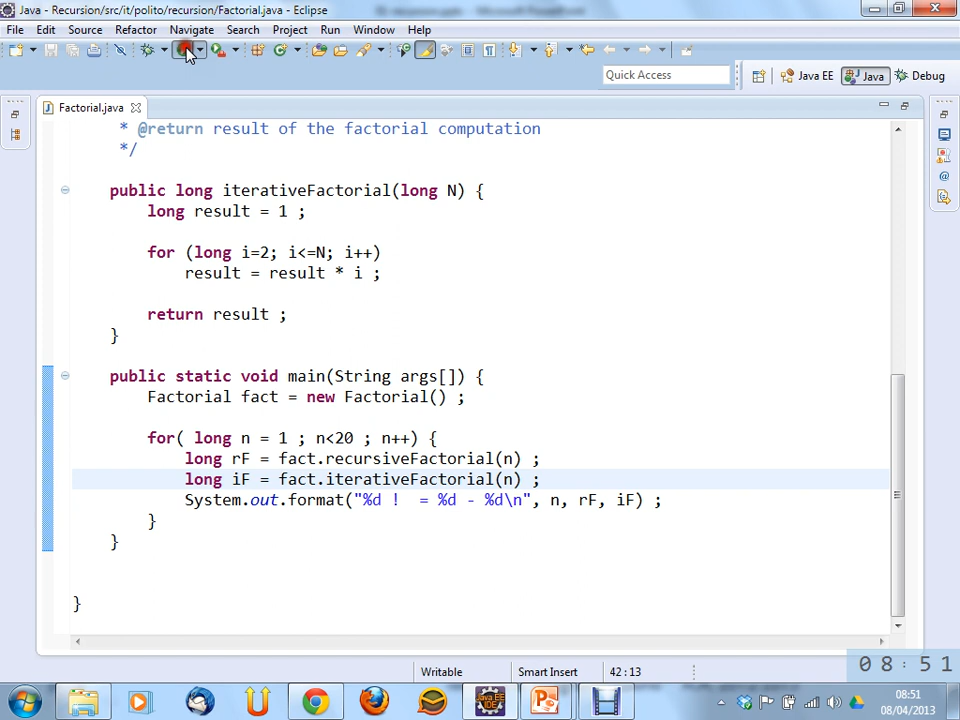 Java - Recursion/src/it/polito/recursion/Factorial.java - Eclipse
File Edit Source Refactor Navigate Search Project Run Window Help
Quick Access Java EE Java Debug
Factorial.java
* @return result of the factorial computation
*/
public long iterativeFactorial(long N) {
long result = 1 ;
for (long i=2; i<=N; i++)
result = result * i ;
return result ;
}
public static void main(String args[]) {
Factorial fact = new Factorial() ;
for( long n = 1 ; n<20 ; n++) {
long rF = fact.recursiveFactorial(n) ;
long iF = fact.iterativeFactorial(n) ;
System.out.format("%d ! = %d - %d\n", n, rF, iF) ;
}
}
}
Writable Smart Insert 42:13
08:51
08:51
08/04/2013